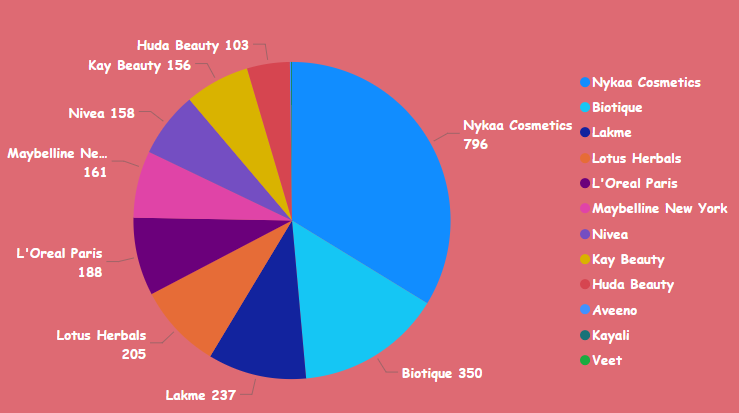 Huda Beauty 103
Kay Beauty 156
Nivea 158
Maybelline Ne...
161
L'Oreal Paris
188
Lotus Herbals
205
Lakme 237
Biotique 350
Nykaa Cosmetics
796
Nykaa Cosmetics
Biotique
Lakme
Lotus Herbals
L'Oreal Paris
Maybelline New York
Nivea
Kay Beauty
Huda Beauty
Aveeno
Kayali
Veet